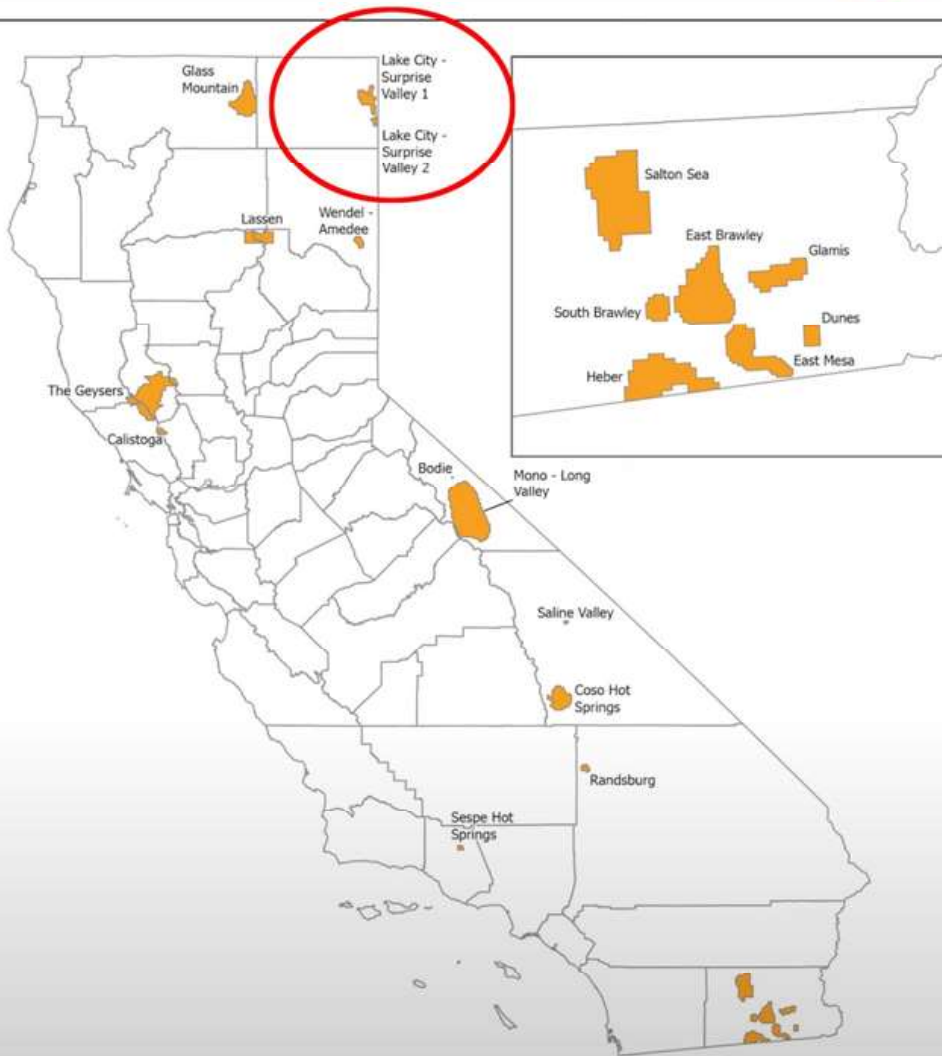 Glass
Mountain
Lake City -
Surprise
Valley 1
Lake City -
Surprise
Valley 2
Lassen
Wendel -
Amedee
The Geysers
Calistoga
Bodie
Mono - Long
Valley
Saline Valley
Coso Hot
Springs
Randsburg
Sespe Hot
Springs
Salton Sea
East Brawley
Glamis
South Brawley
Dunes
East Mesa
Heber